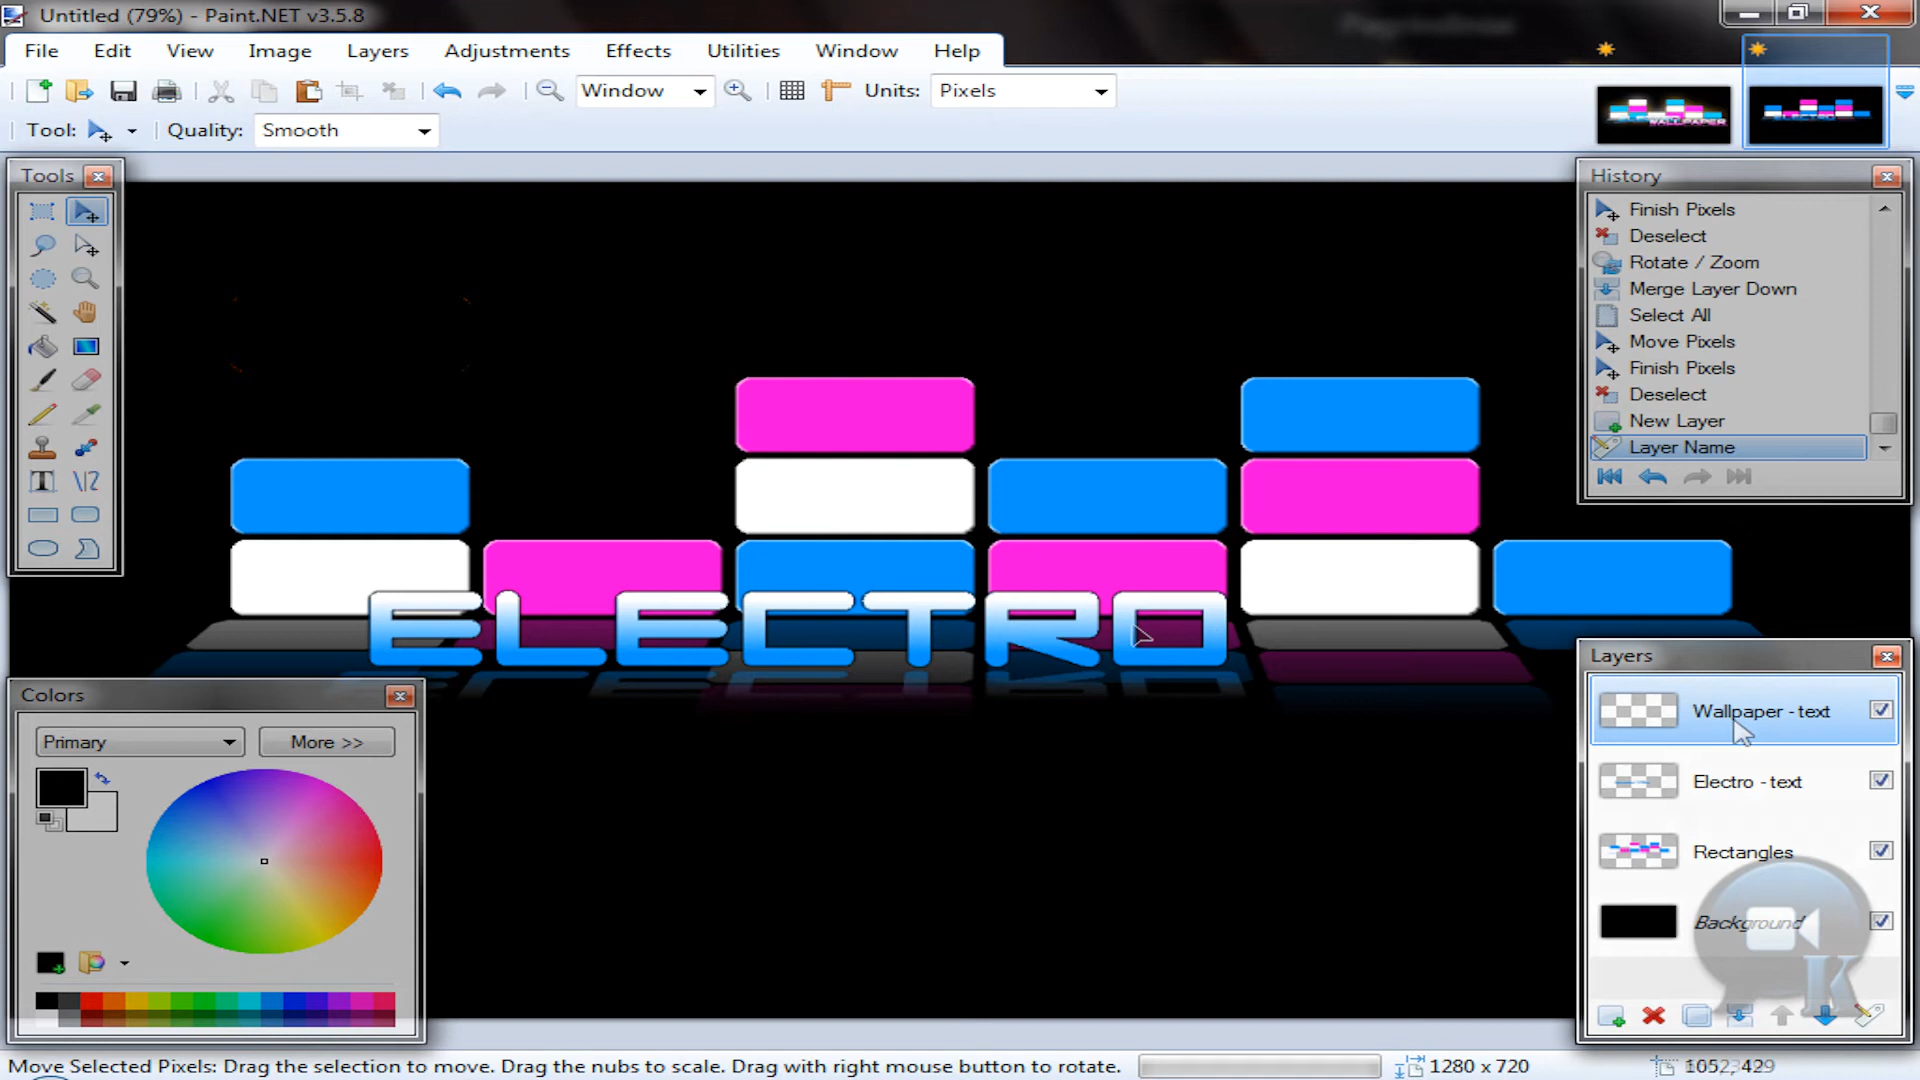 Untitled (79%) - Paint.NET v3.5.8
File Edit View Image Layers Adjustments Effects Utilities Window Help
Window Units: Pixels
Tool: Quality: Smooth
Tools
History
Finish Pixels
Deselect
Rotate / Zoom
Merge Layer Down
Select All
Move Pixels
Finish Pixels
Deselect
New Layer
Layer Name
ELECTRO
Layers
Wallpaper - text
Electro - text
Rectangles
Background
K
Colors
Primary More >>
Move Selected Pixels: Drag the selection to move. Drag the nubs to scale. Drag with right mouse button to rotate. 1280 x 720